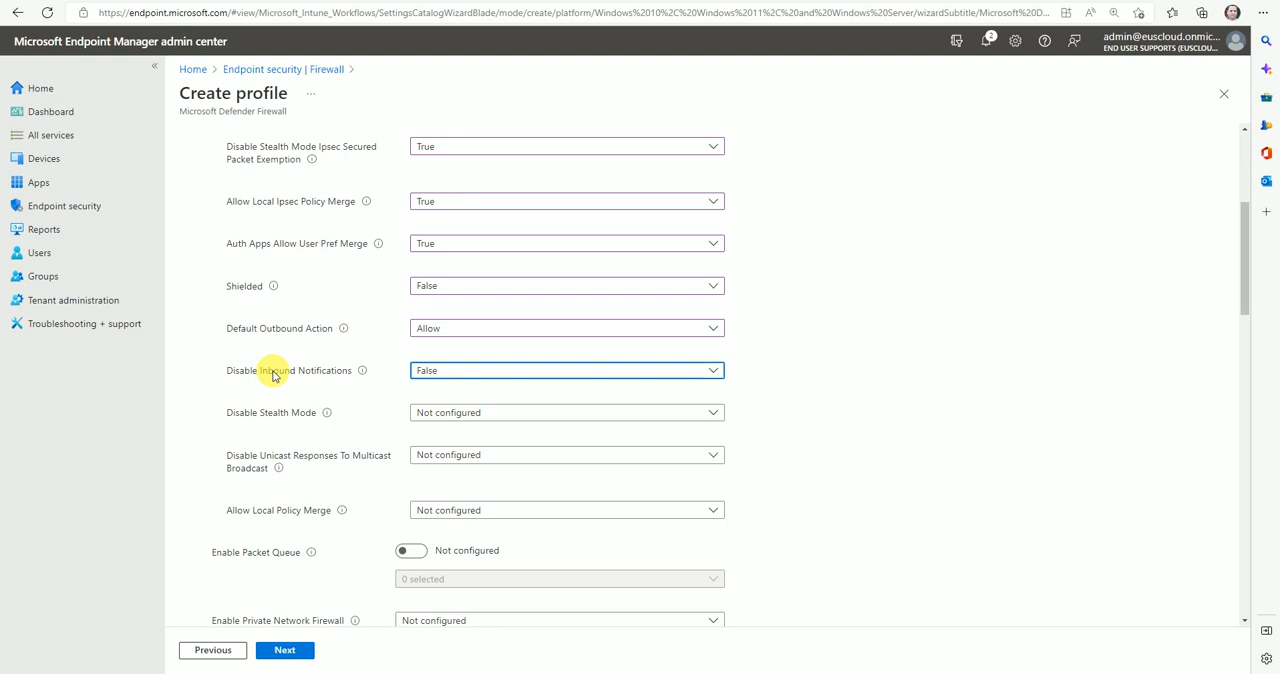 https://endpoint.microsoft.com/#view/Microsoft_Intune_Workflows/SettingsCatalogWizardBlade/mode/create/platform/Windows%2010%2C%20Windows%2011%2C%20and%20Windows%20Server/wizardSubtitle/Microsoft%20D...
Microsoft Endpoint Manager admin center
2
admin@euscloud.onmic...
END USER SUPPORTS (EUSCLOU...
Home
Dashboard
All services
Devices
Apps
Endpoint security
Reports
Users
Groups
Tenant administration
Troubleshooting + support
Home > Endpoint security | Firewall >
Create profile ...
Microsoft Defender Firewall
Disable Stealth Mode Ipsec Secured
Packet Exemption
True
Allow Local Ipsec Policy Merge
True
Auth Apps Allow User Pref Merge
True
Shielded
False
Default Outbound Action
Allow
Disable Inbound Notifications
False
Disable Stealth Mode
Not configured
Disable Unicast Responses To Multicast
Broadcast
Not configured
Allow Local Policy Merge
Not configured
Enable Packet Queue
Not configured
0 selected
Enable Private Network Firewall
Not configured
Previous
Next